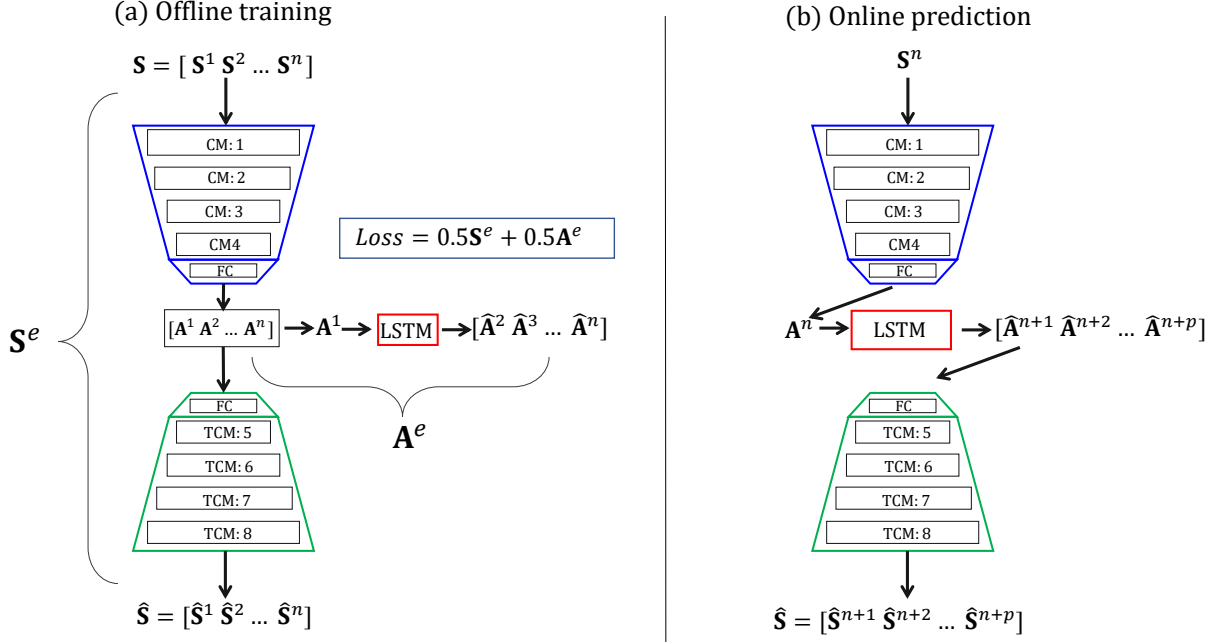 (a) Offline training
𝐒 = [ 𝐒¹ 𝐒² … 𝐒ⁿ]
CM: 1
CM: 2
CM: 3
CM4
FC
𝐿𝑜𝑠𝑠 = 0.5𝐒ᵉ + 0.5𝐀ᵉ
[𝐀¹ 𝐀² … 𝐀ⁿ]
𝐀¹
LSTM
[𝐀̂² 𝐀̂³ … 𝐀̂ⁿ]
𝐒ᵉ
𝐀ᵉ
FC
TCM: 5
TCM: 6
TCM: 7
TCM: 8
𝐒̂ = [𝐒̂¹ 𝐒̂² … 𝐒̂ⁿ]
(b) Online prediction
𝐒ⁿ
CM: 1
CM: 2
CM: 3
CM4
FC
𝐀ⁿ
LSTM
[𝐀̂ⁿ⁺¹ 𝐀̂ⁿ⁺² … 𝐀̂ⁿ⁺ᵖ]
FC
TCM: 5
TCM: 6
TCM: 7
TCM: 8
𝐒̂ = [𝐒̂ⁿ⁺¹ 𝐒̂ⁿ⁺² … 𝐒̂ⁿ⁺ᵖ]